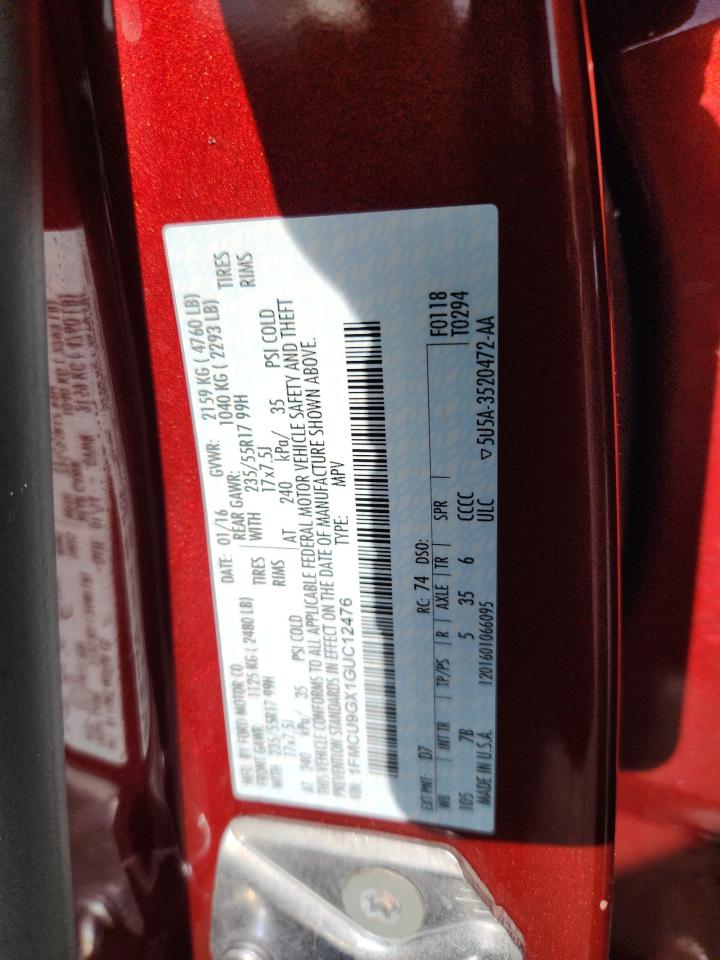 MFG. BY FORD MOTOR CO. DATE: 01/16 GVWR: 2159 KG ( 4760 LB)
FRONT GAWR: 1125 KG ( 2480 LB) REAR GAWR: 1040 KG ( 2293 LB)
WITH 235/55R17 99H TIRES WITH 235/55R17 99H TIRES
17x7.5J RIMS 17x7.5J RIMS
AT 240 kPa/ 35 PSI COLD AT 240 kPa/ 35 PSI COLD
THIS VEHICLE CONFORMS TO ALL APPLICABLE FEDERAL MOTOR VEHICLE SAFETY AND THEFT
PREVENTION STANDARDS IN EFFECT ON THE DATE OF MANUFACTURE SHOWN ABOVE.
VIN: 1FMCU9GX1GUC12476 TYPE: MPV
EXT PNT: D7 RC: 74 DSO: F0118
WB INT TR TP/PS R AXLE TR SPR T0294
105 7B 5 35 6 CCCC
MADE IN U.S.A. 1201601066095 ULC ▽5U5A-3520472-AA